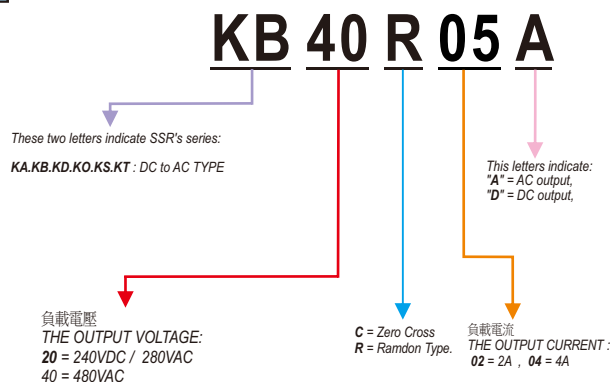 KB 40 R 05 A
These two letters indicate SSR's series:
KA.KB.KD.KO.KS.KT : DC to AC TYPE
This letters indicate:
"A" = AC output,
"D" = DC output,
負載電壓
THE OUTPUT VOLTAGE:
20 = 240VDC / 280VAC
40 = 480VAC
C = Zero Cross
R = Ramdon Type.
負載電流
THE OUTPUT CURRENT :
02 = 2A , 04 = 4A